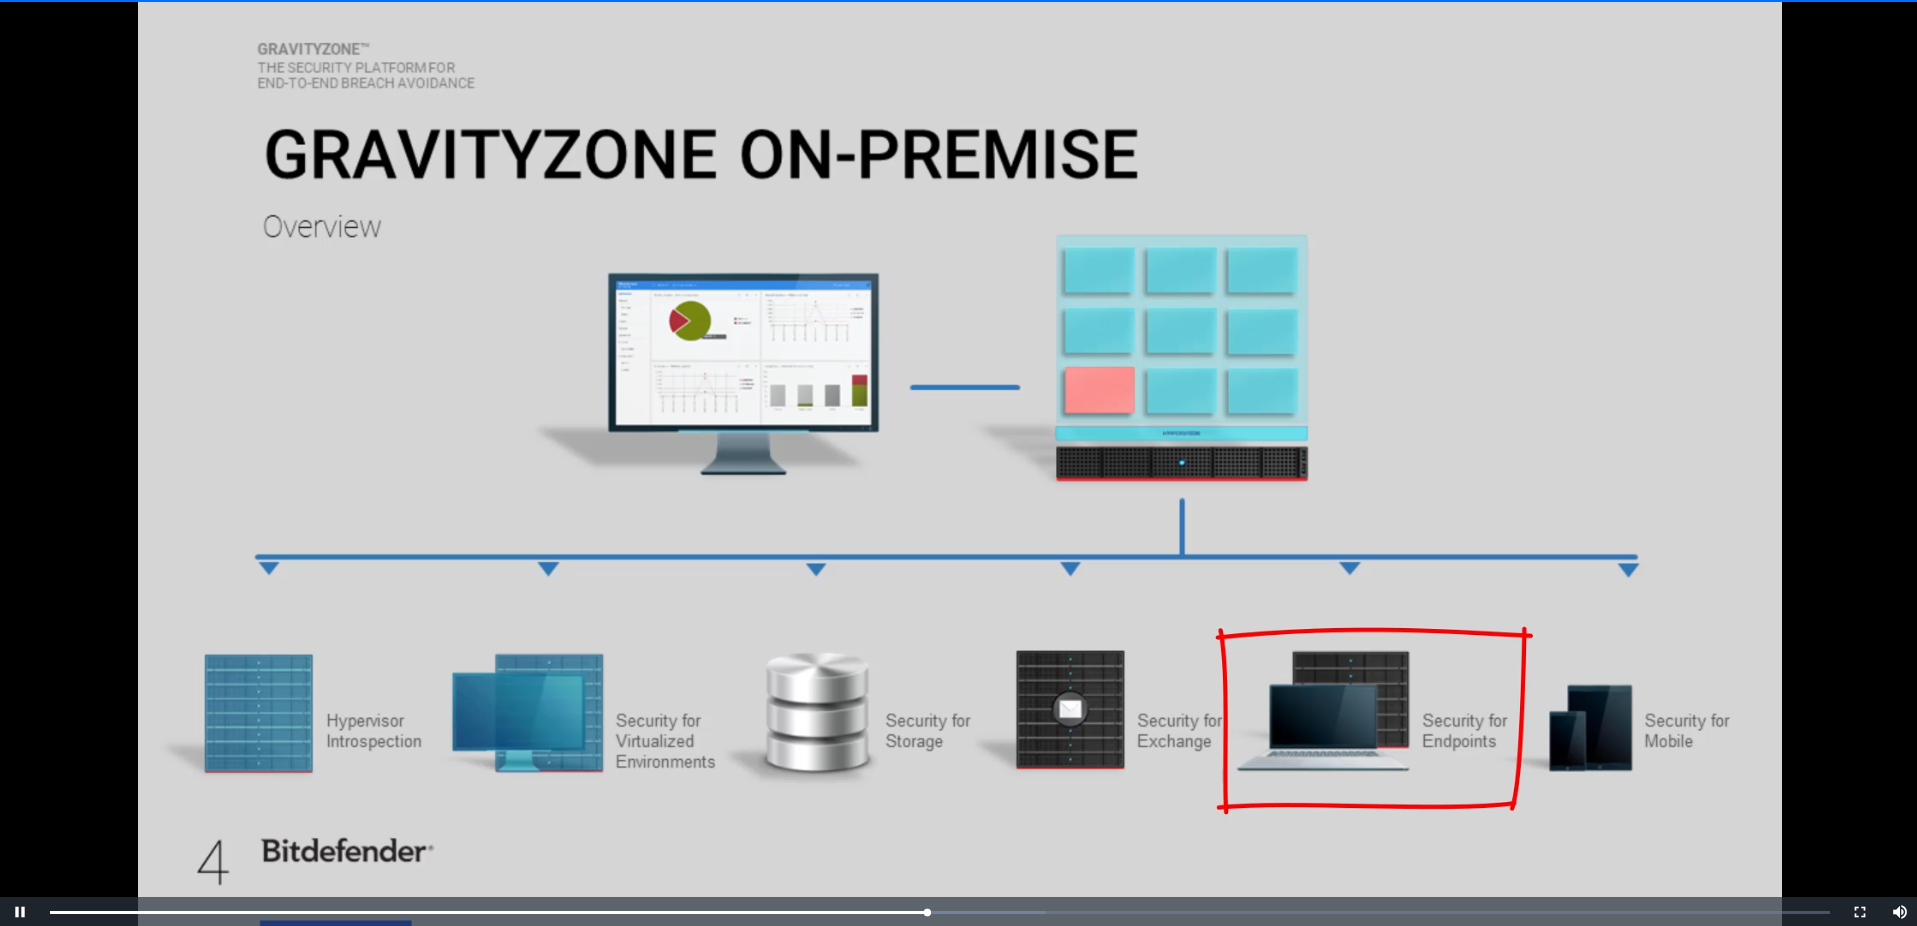 GRAVITYZONE™
THE SECURITY PLATFORM FOR
END-TO-END BREACH AVOIDANCE
GRAVITYZONE ON-PREMISE
Overview
Hypervisor
Introspection
Security for
Virtualized
Environments
Security for
Storage
Security for
Exchange
Security for
Endpoints
Security for
Mobile
4
Bitdefender®